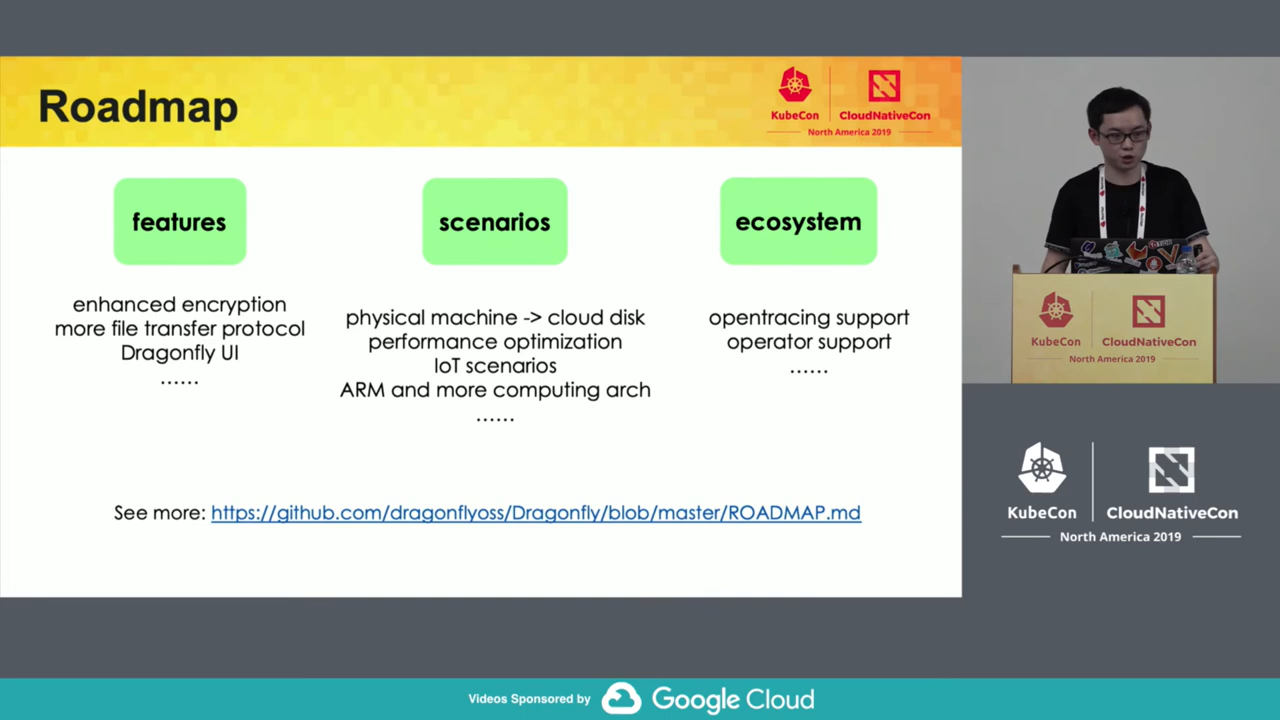 Roadmap
KubeCon
CloudNativeCon
North America 2019
features
scenarios
ecosystem
enhanced encryption
more file transfer protocol
Dragonfly UI
......
physical machine -> cloud disk
performance optimization
IoT scenarios
ARM and more computing arch
......
opentracing support
operator support
......
See more: https://github.com/dragonflyoss/Dragonfly/blob/master/ROADMAP.md
KubeCon
CloudNativeCon
North America 2019
KubeCon
CloudNativeCon
North America 2019
Videos Sponsored by Google Cloud